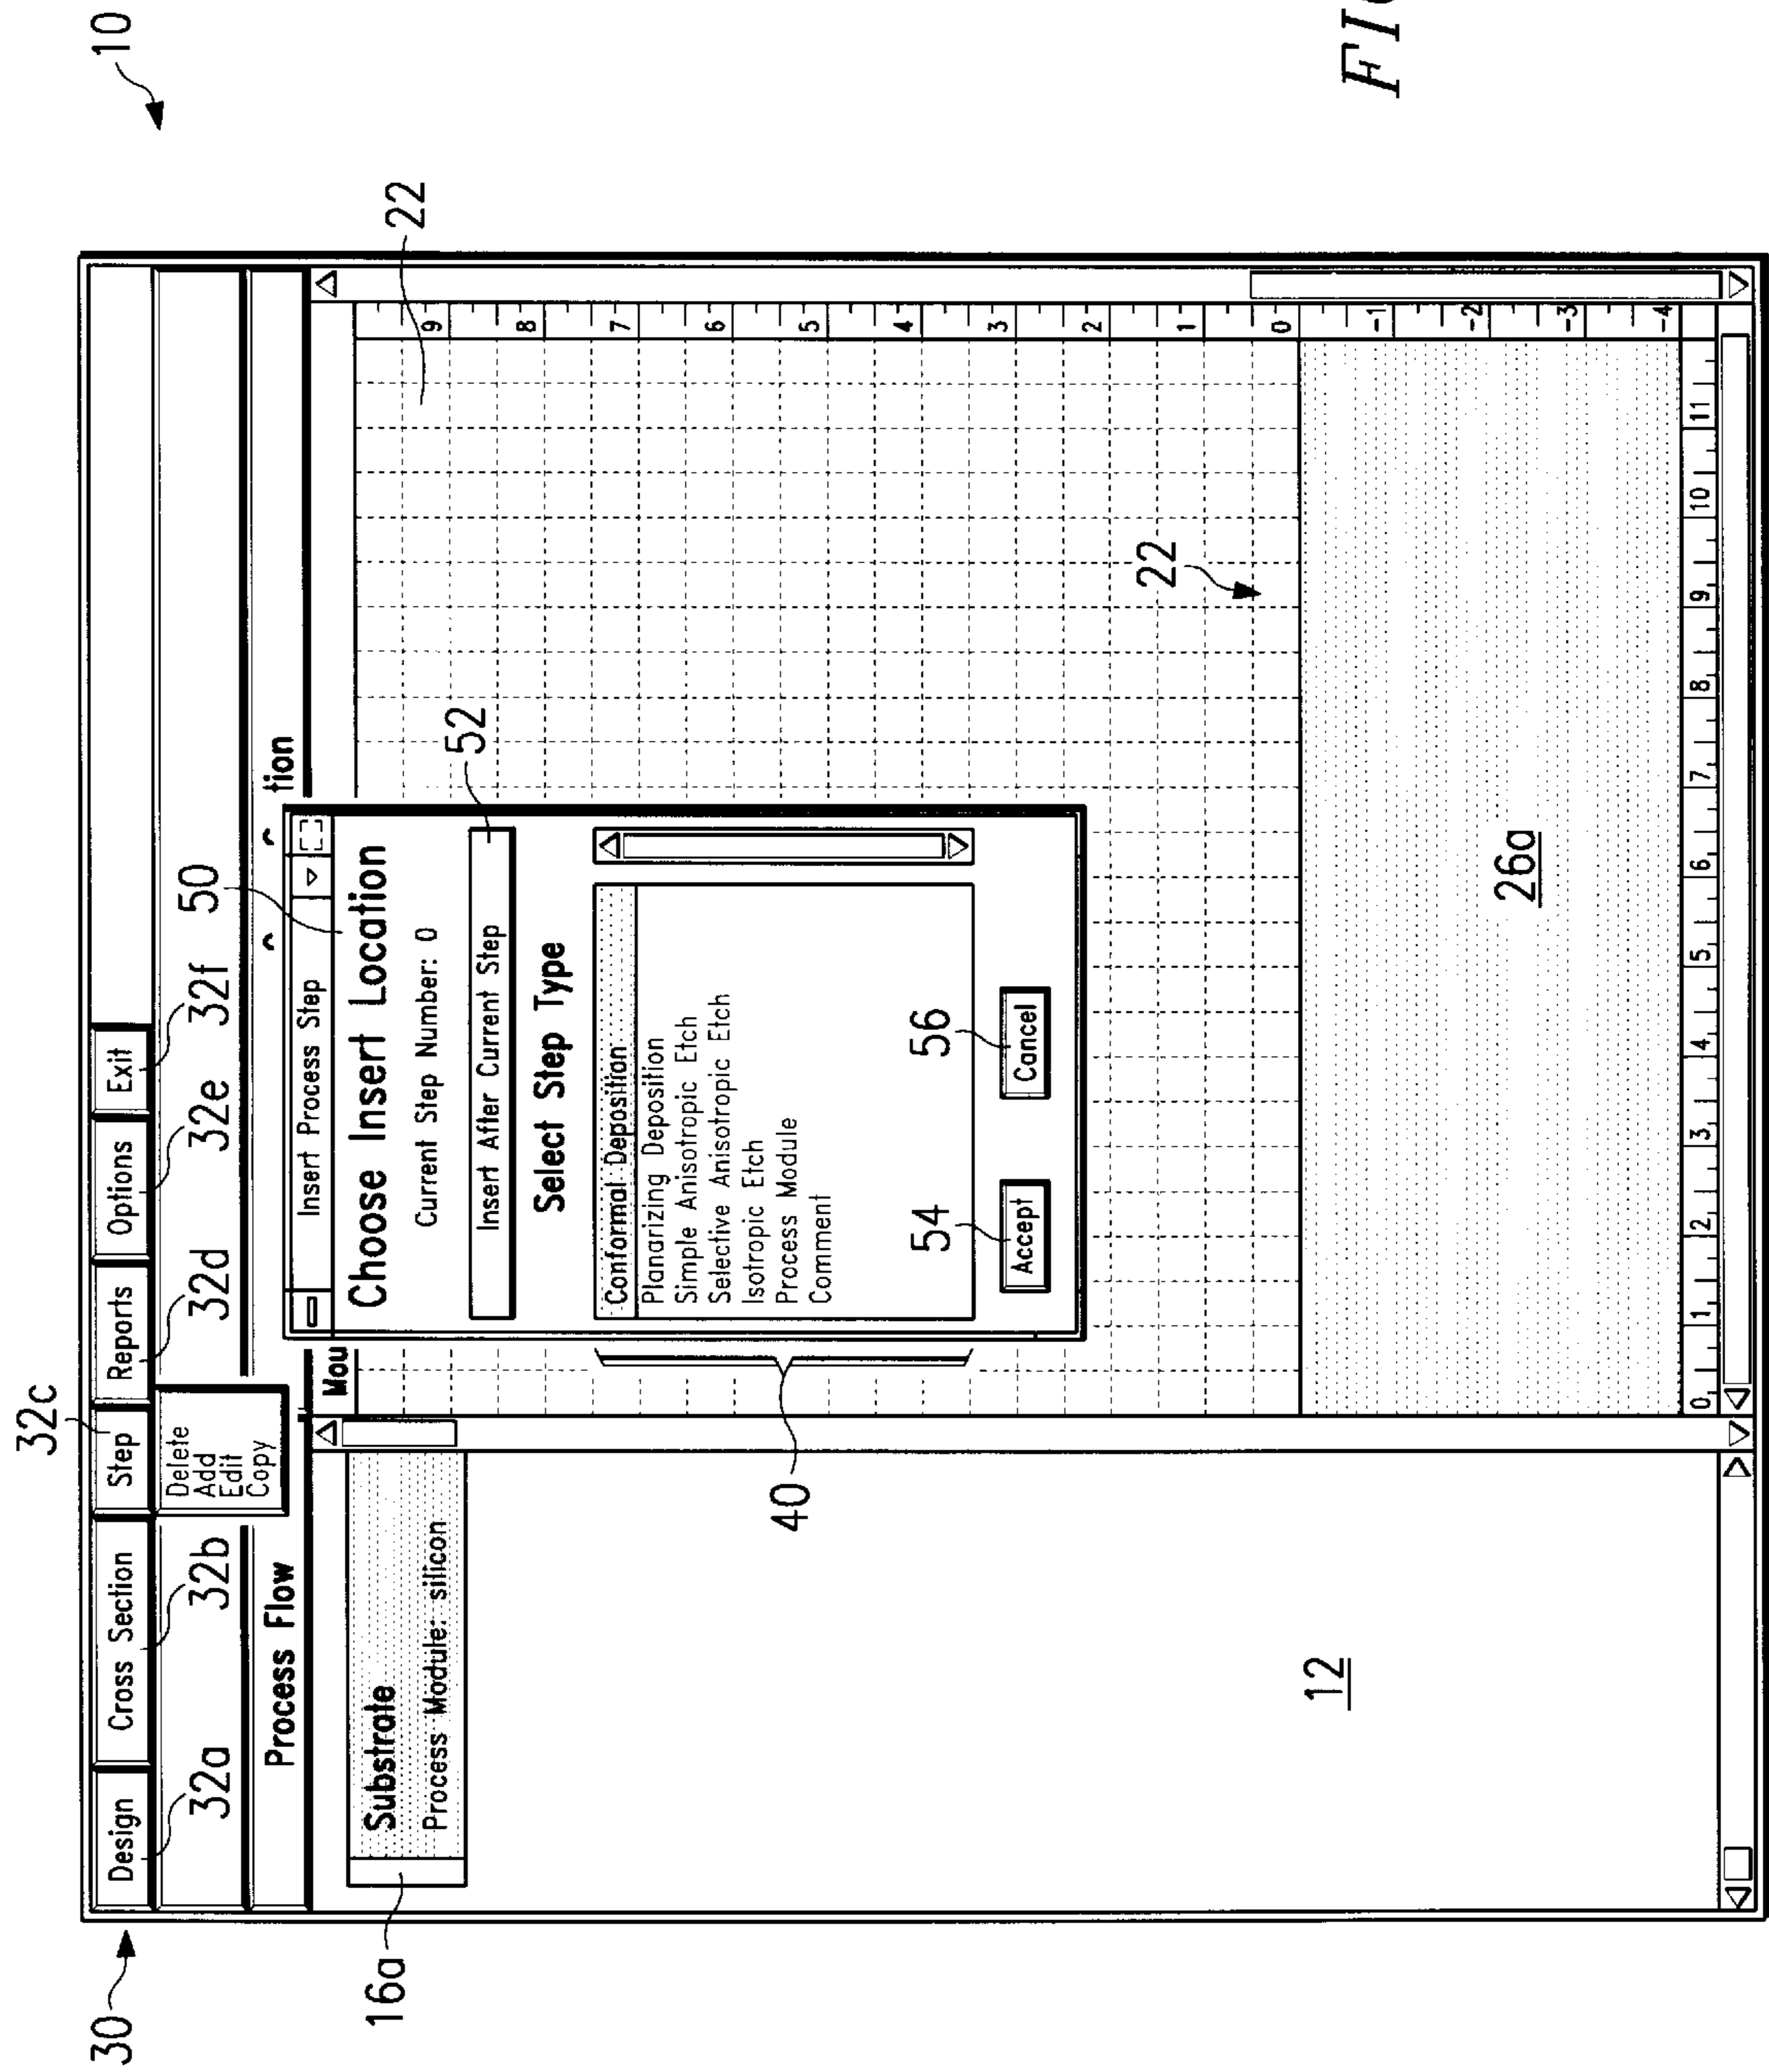 10
30
32c
Design
Cross Section
Step
Reports
Options
Exit
32a
32b
32d
32e
32f
Delete
Add
Edit
Copy
50
22
Process Flow
tion
16a
Substrate
Process Module: silicon
Mou
Insert Process Step
Choose Insert Location
Current Step Number: 0
52
Insert After Current Step
Select Step Type
Conformal Deposition
Planarizing Deposition
Simple Anisotropic Etch
Selective Anisotropic Etch
Isotropic Etch
Process Module
Comment
40
54
56
Accept
Cancel
9
8
7
6
5
4
3
2
1
0
-1
-2
-3
-4
22
12
26a
0 1 2 3 4 5 6 7 8 9 10 11